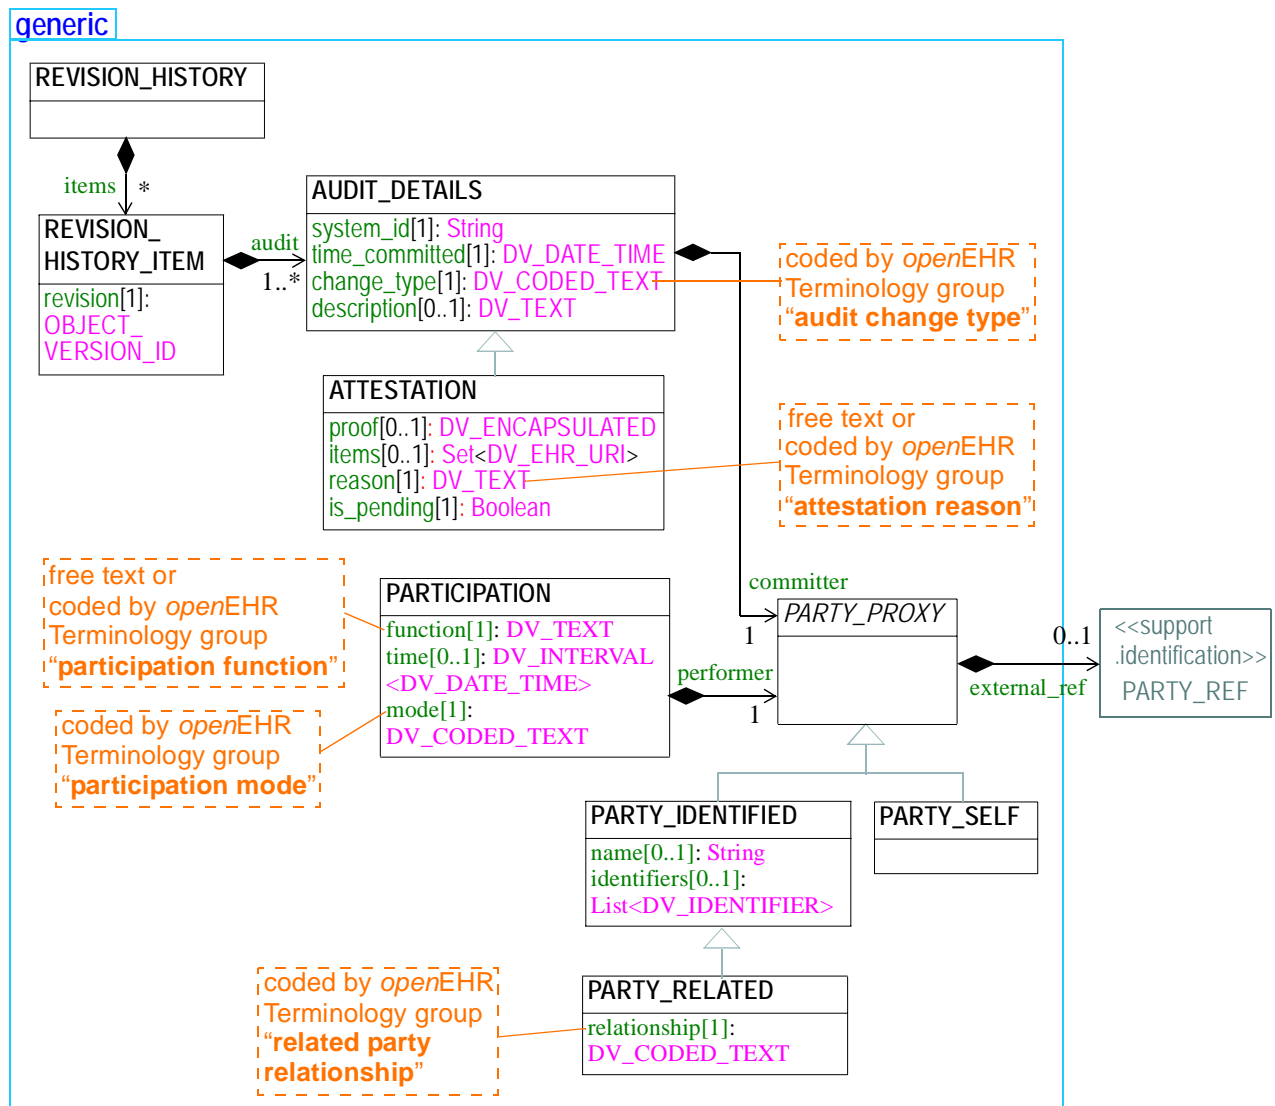 generic
REVISION_HISTORY
items
*
REVISION_
HISTORY_ITEM
revision[1]:
OBJECT_
VERSION_ID
audit
1..*
AUDIT_DETAILS
system_id[1]: String
time_committed[1]: DV_DATE_TIME
change_type[1]: DV_CODED_TEXT
description[0..1]: DV_TEXT
coded by openEHR
Terminology group
“audit change type”
ATTESTATION
proof[0..1]: DV_ENCAPSULATED
items[0..1]: Set<DV_EHR_URI>
reason[1]: DV_TEXT
is_pending[1]: Boolean
free text or
coded by openEHR
Terminology group
“attestation reason”
free text or
coded by openEHR
Terminology group
“participation function”
coded by openEHR
Terminology group
“participation mode”
PARTICIPATION
function[1]: DV_TEXT
time[0..1]: DV_INTERVAL
<DV_DATE_TIME>
mode[1]:
DV_CODED_TEXT
performer
1
committer
1
PARTY_PROXY
0..1
external_ref
<<support
.identification>>
PARTY_REF
PARTY_IDENTIFIED
name[0..1]: String
identifiers[0..1]:
List<DV_IDENTIFIER>
PARTY_SELF
coded by openEHR
Terminology group
“related party
relationship”
PARTY_RELATED
relationship[1]:
DV_CODED_TEXT